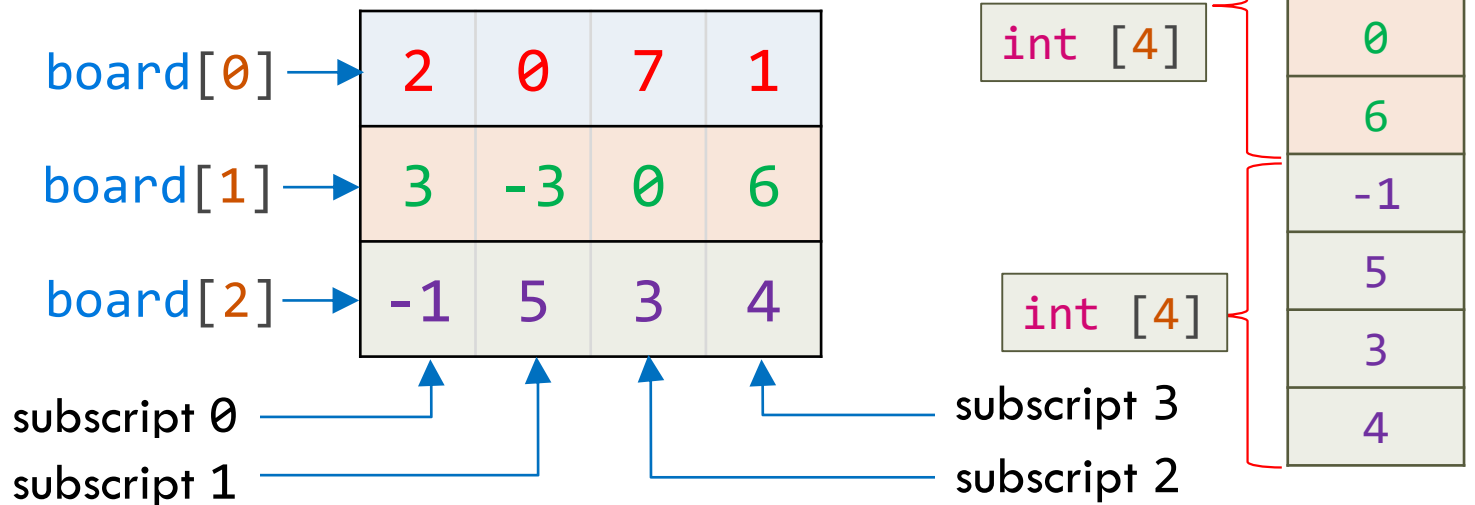 board[0] 2 0 7 1
board[1] 3 -3 0 6
board[2] -1 5 3 4
subscript 0
subscript 1
subscript 3
subscript 2
int [4]
int [4]
0
6
-1
5
3
4